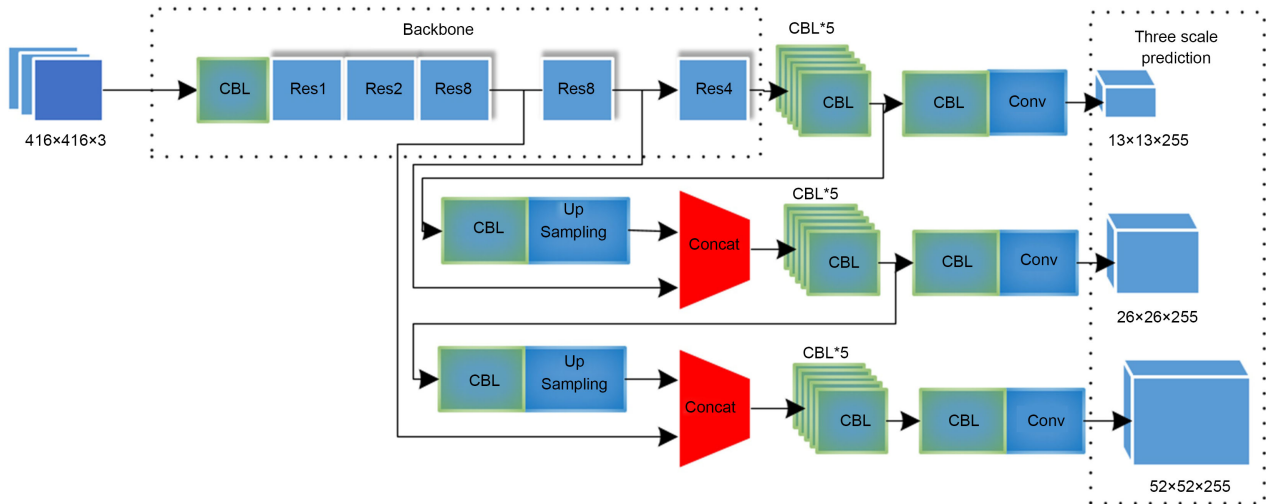 Backbone
CBL*5
Three scale
prediction
CBL
Res1
Res2
Res8
Res8
Res4
CBL
CBL
Conv
416×416×3
13×13×255
CBL*5
CBL
Up
Sampling
Concat
CBL
CBL
Conv
26×26×255
CBL*5
CBL
Up
Sampling
Concat
CBL
CBL
Conv
52×52×255